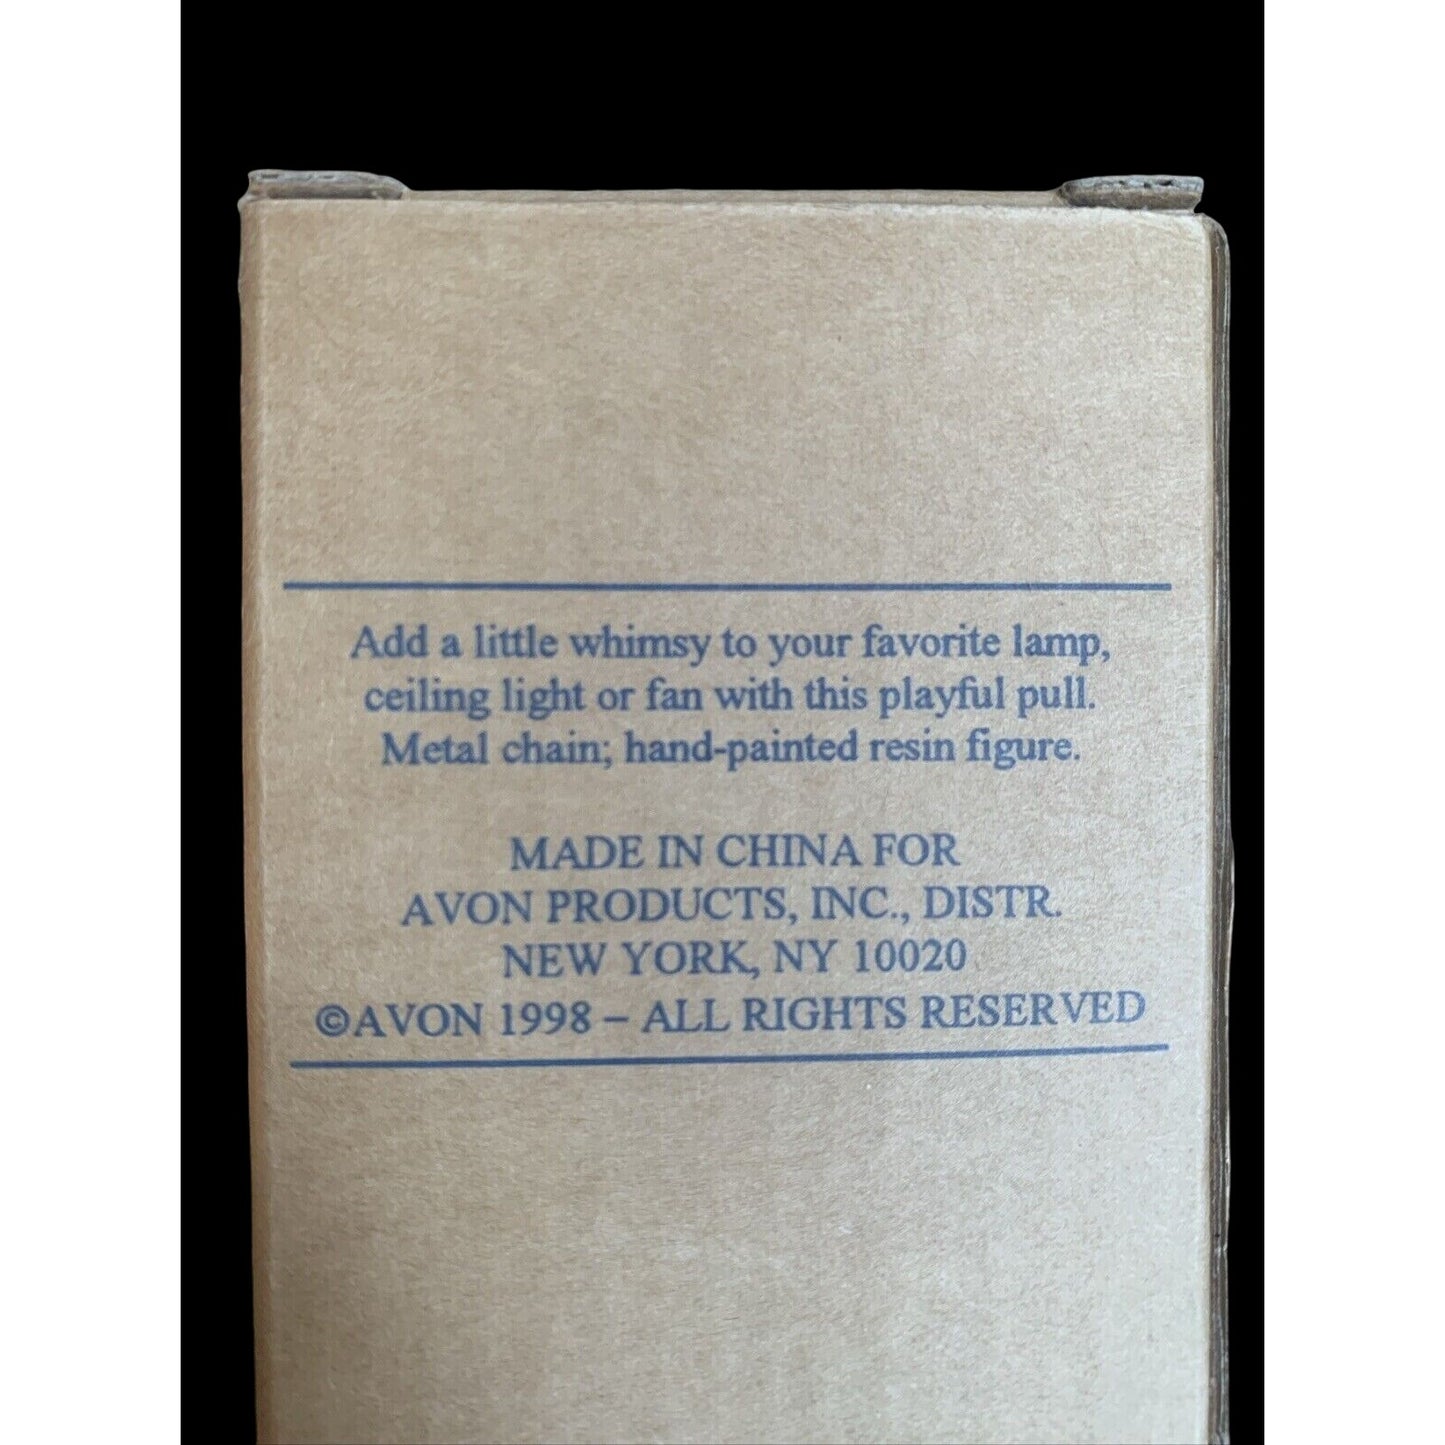 Add a little whimsy to your favorite lamp,
ceiling light or fan with this playful pull.
Metal chain; hand-painted resin figure.
MADE IN CHINA FOR
AVON PRODUCTS, INC., DISTR.
NEW YORK, NY 10020
©AVON 1998 – ALL RIGHTS RESERVED